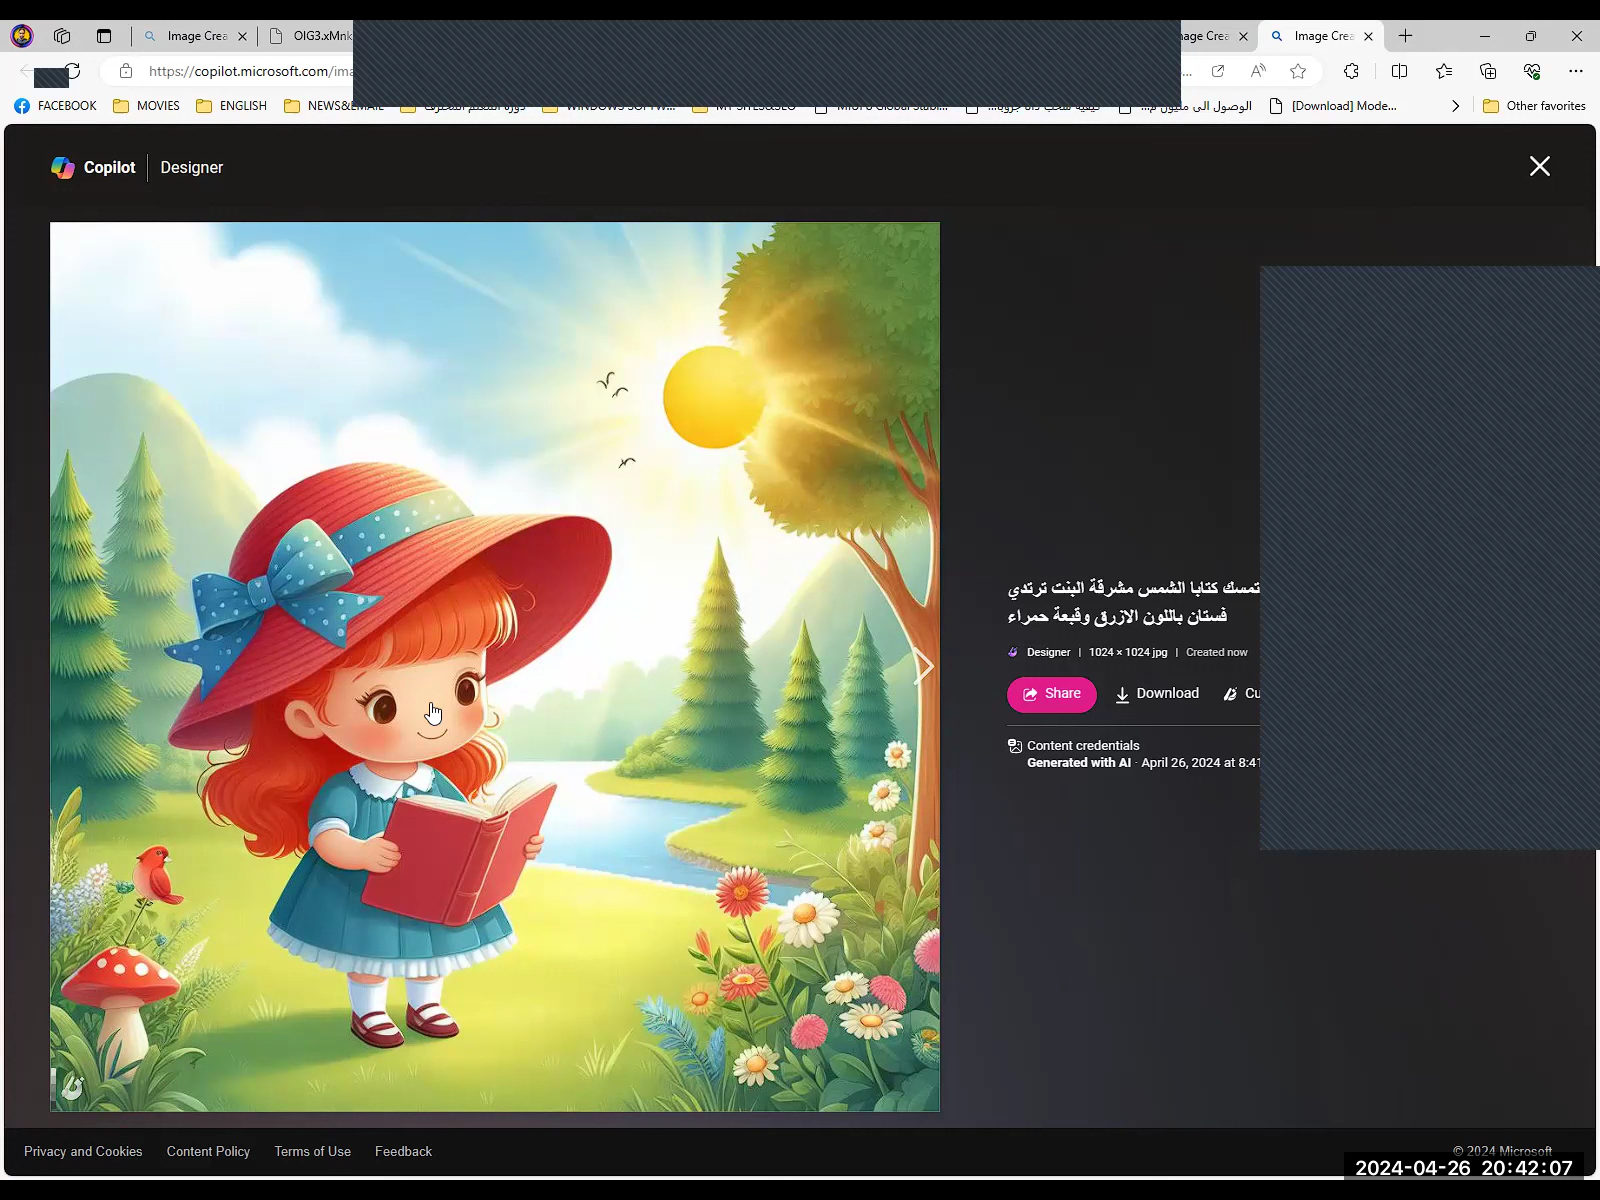 Image Crea
OIG3.xMnk
Image Crea
https://copilot.microsoft.com/ima
FACEBOOK
MOVIES
ENGLISH
NEWS&EMAIL
الوصول الى مليون م...
[Download] Mode...
Other favorites
Copilot
Designer
تمسك كتابا الشمس مشرقة البنت ترتدي
فستان باللون الازرق وقبعة حمراء
Designer | 1024 × 1024 jpg | Created now
Share
Download
Content credentials
Generated with AI · April 26, 2024 at 8:41
Privacy and Cookies
Content Policy
Terms of Use
Feedback
© 2024 Microsoft
2024-04-26 20:42:07